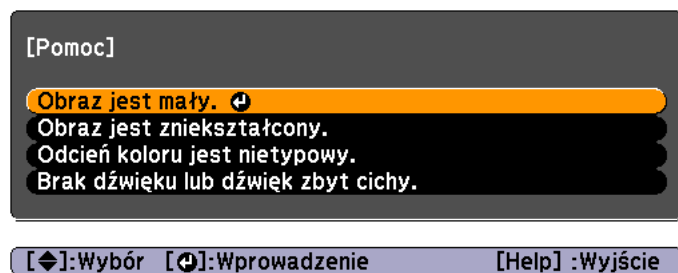 [Pomoc]
Obraz jest mały.
Obraz jest zniekształcony.
Odcień koloru jest nietypowy.
Brak dźwięku lub dźwięk zbyt cichy.
[◆]:Wybór [↵]:Wprowadzenie [Help] :Wyjście